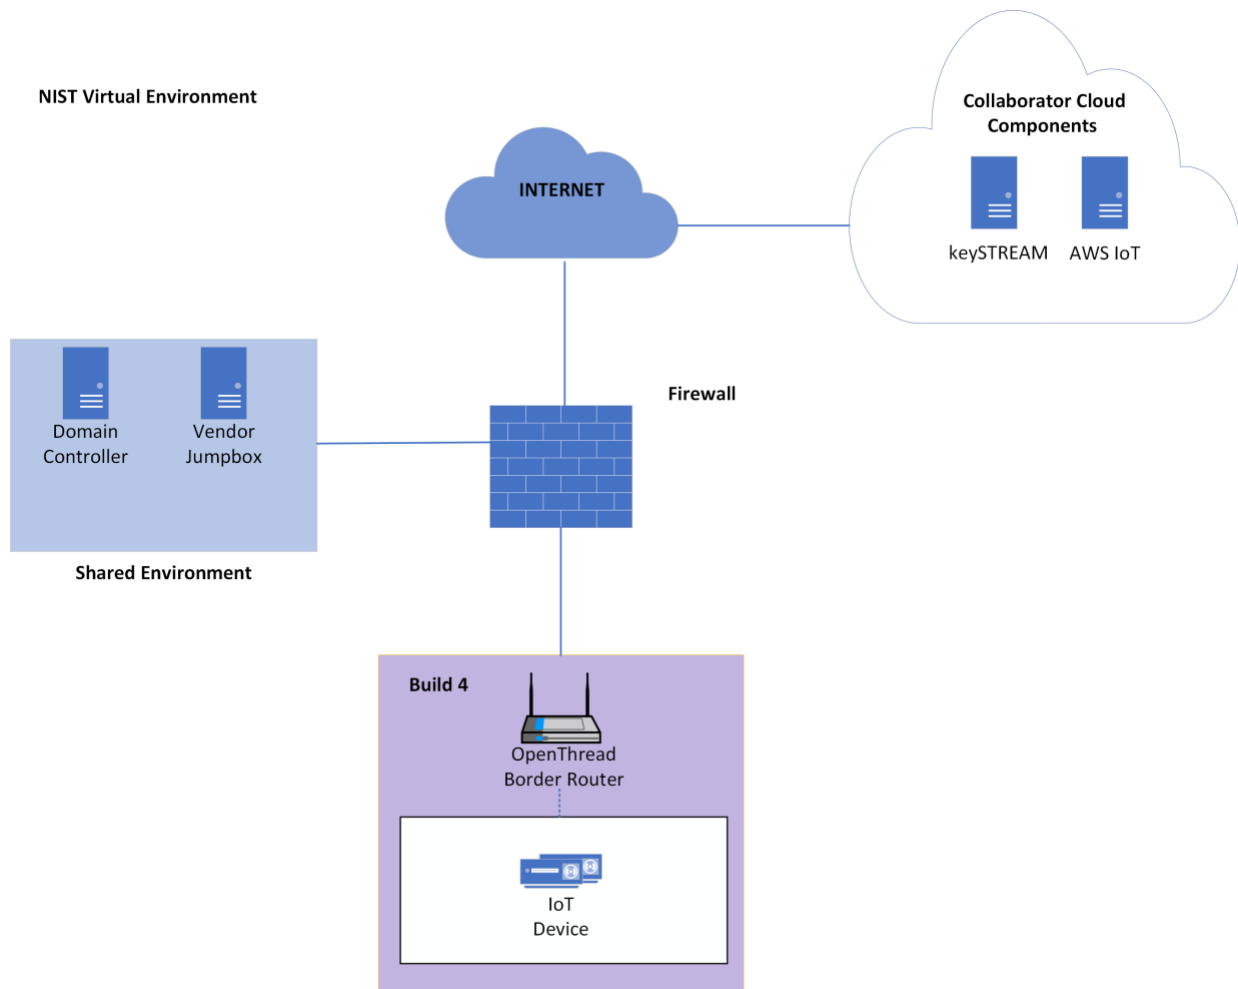 NIST Virtual Environment
Collaborator Cloud
Components
INTERNET
keySTREAM
AWS IoT
Firewall
Domain
Controller
Vendor
Jumpbox
Shared Environment
Build 4
OpenThread
Border Router
IoT
Device